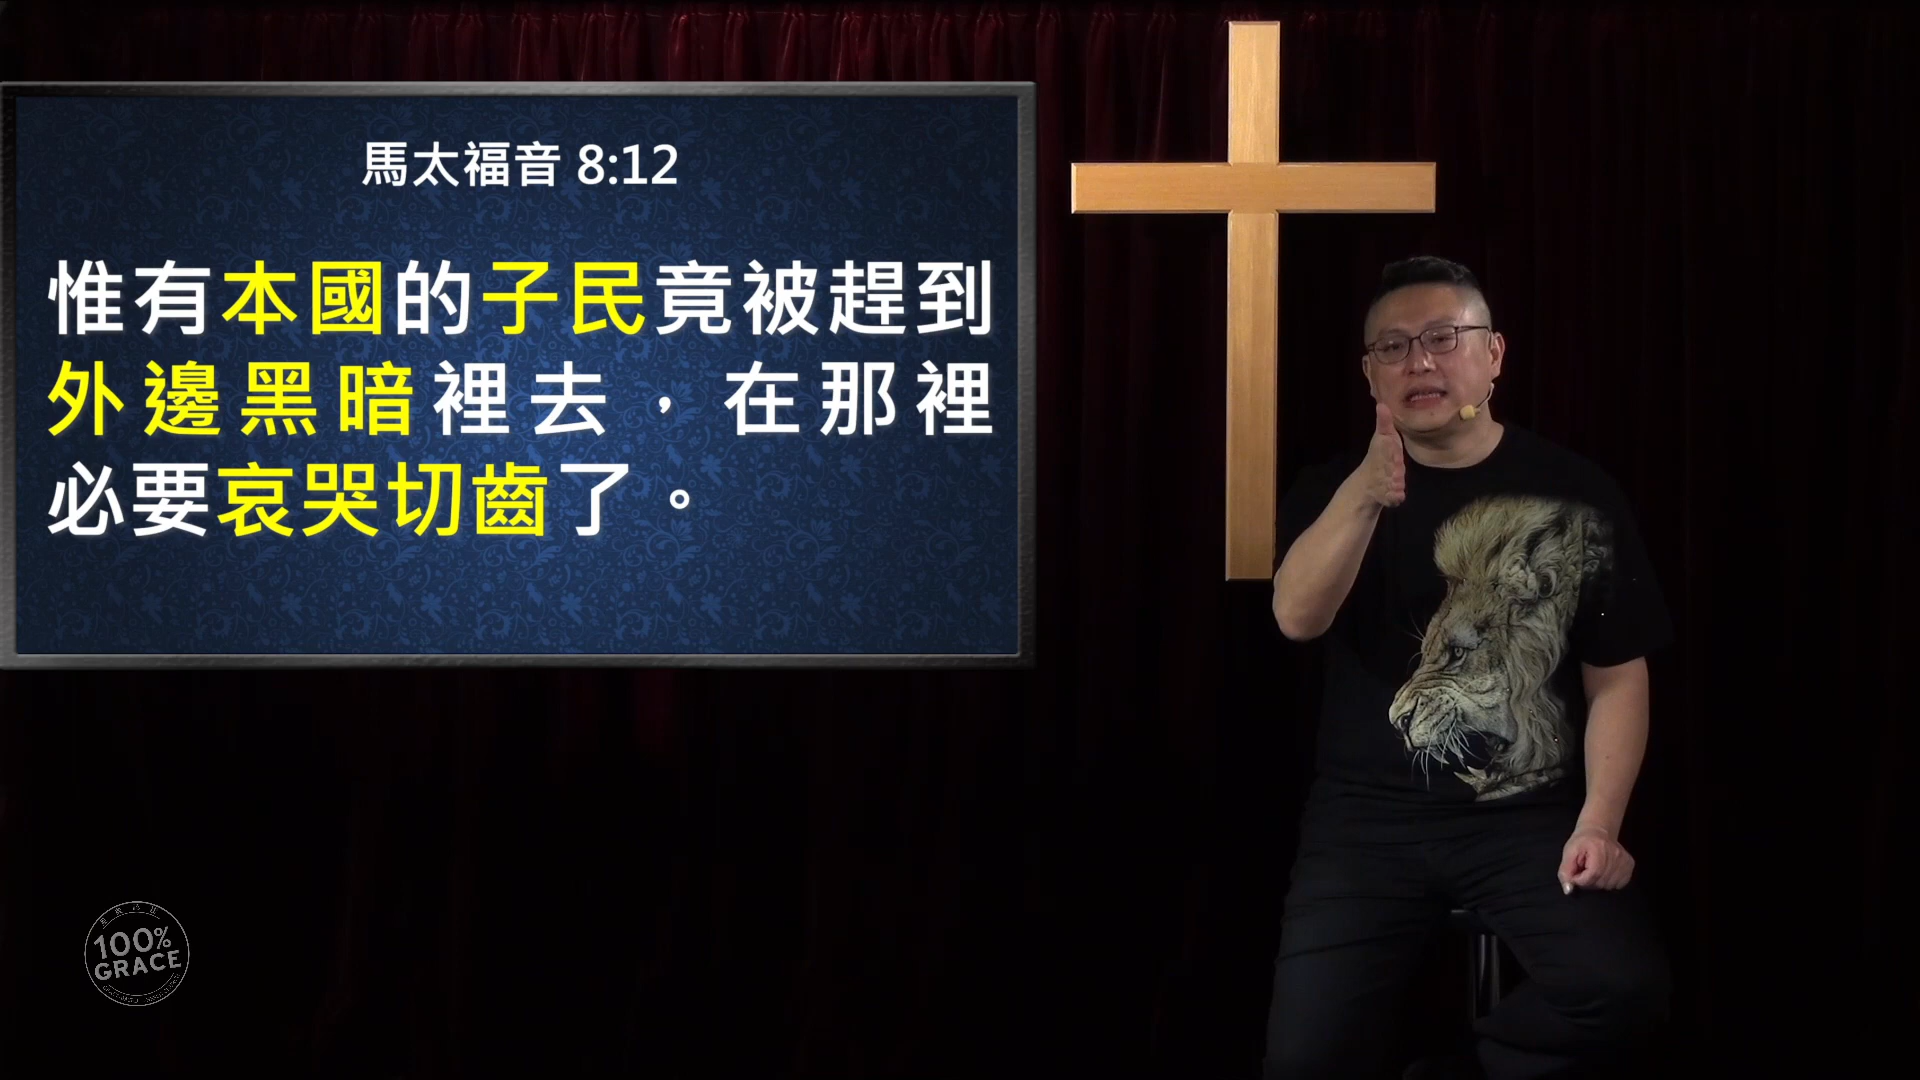 馬太福音 8:12
惟有本國的子民竟被趕到
外邊黑暗裡去，在那裡
必要哀哭切齒了。
100%
GRACE